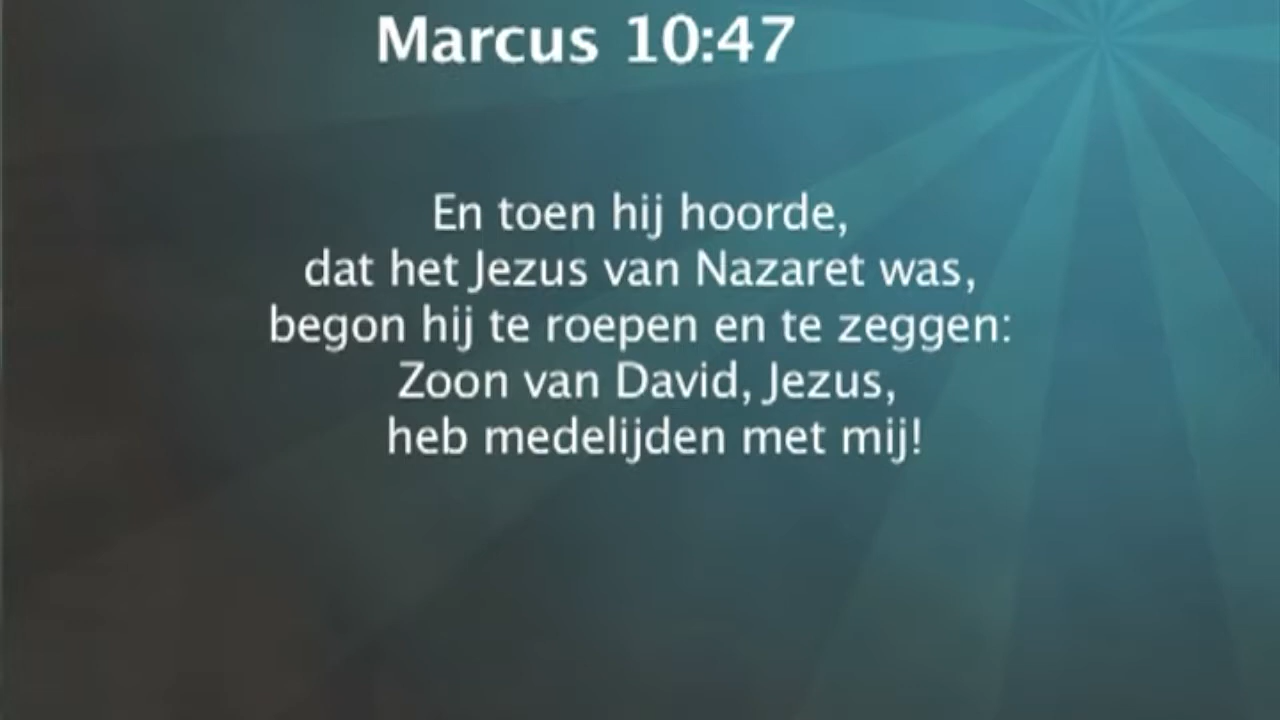 Marcus 10:47
En toen hij hoorde,
dat het Jezus van Nazaret was,
begon hij te roepen en te zeggen:
Zoon van David, Jezus,
heb medelijden met mij!